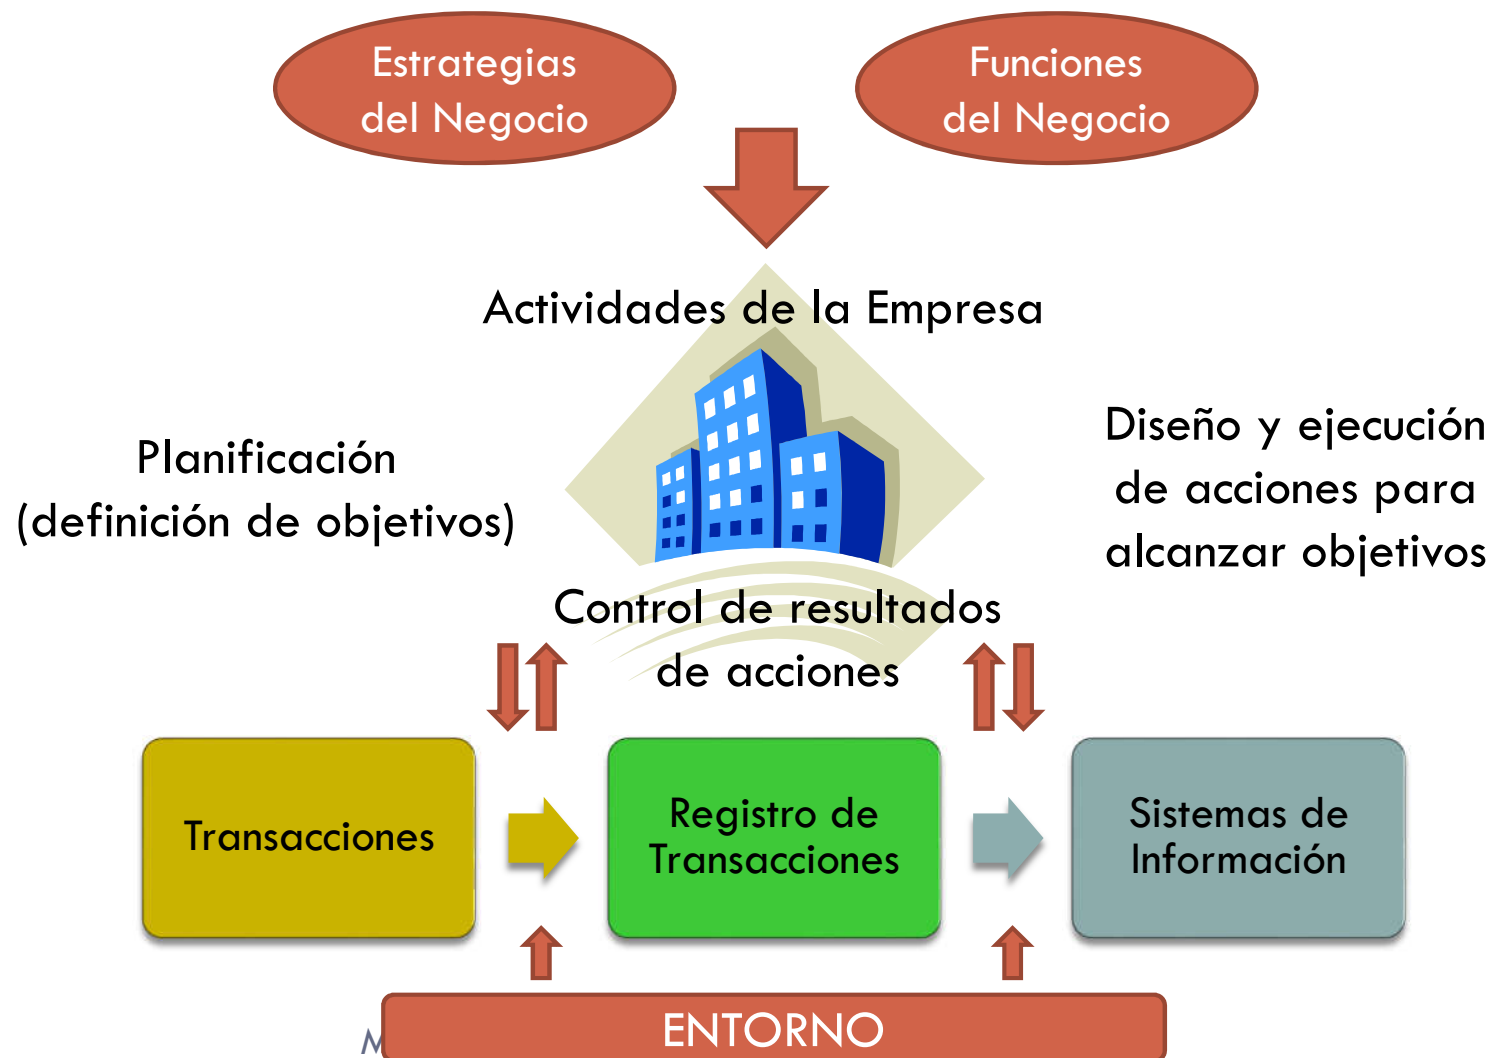 Estrategias
del Negocio
Funciones
del Negocio
Actividades de la Empresa
Planificación
(definición de objetivos)
Diseño y ejecución
de acciones para
alcanzar objetivos
Control de resultados
de acciones
Transacciones
Registro de
Transacciones
Sistemas de
Información
ENTORNO